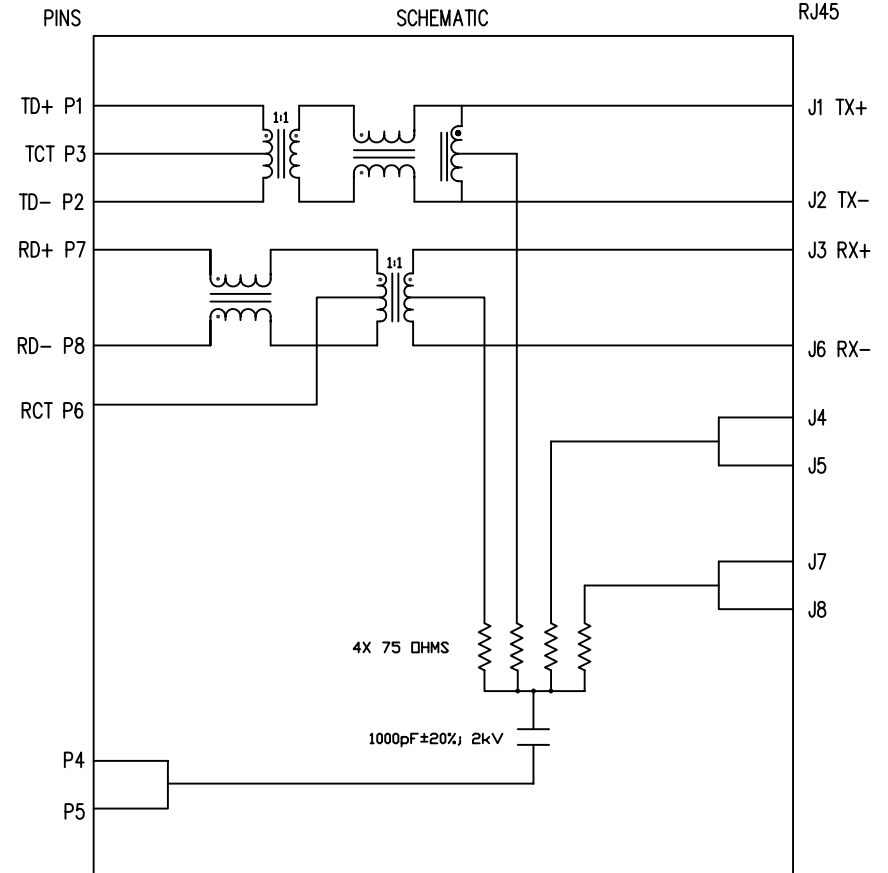 PINS SCHEMATIC RJ45
TD+ P1
1:1
J1 TX+
TCT P3
TD- P2
J2 TX-
RD+ P7
J3 RX+
1:1
RD- P8
J6 RX-
RCT P6
J4
J5
J7
J8
4X 75 OHMS
1000pF±20%; 2kV
P4
P5